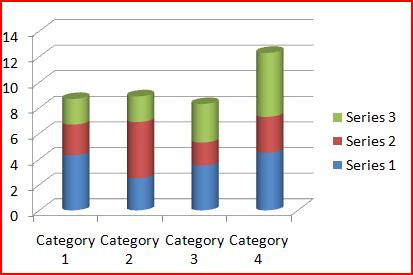 14
12
10
8
6
4
2
0
Category 1
Category 2
Category 3
Category 4
Series 3
Series 2
Series 1